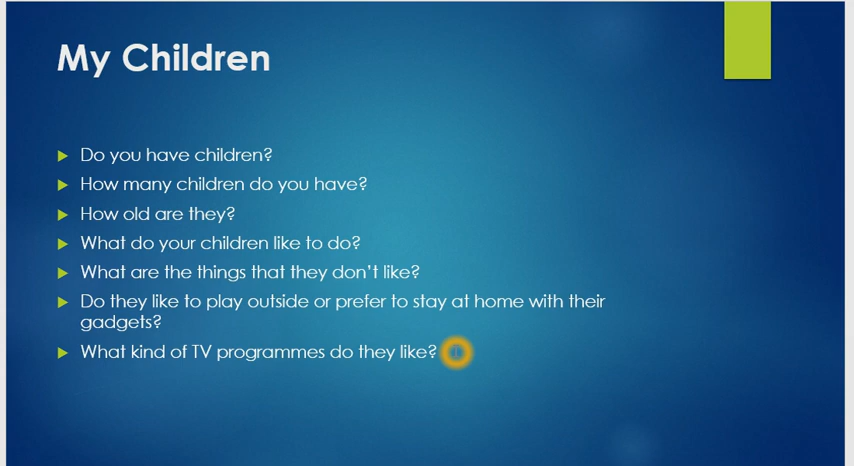 My Children
Do you have children?
How many children do you have?
How old are they?
What do your children like to do?
What are the things that they don't like?
Do they like to play outside or prefer to stay at home with their
gadgets?
What kind of TV programmes do they like?